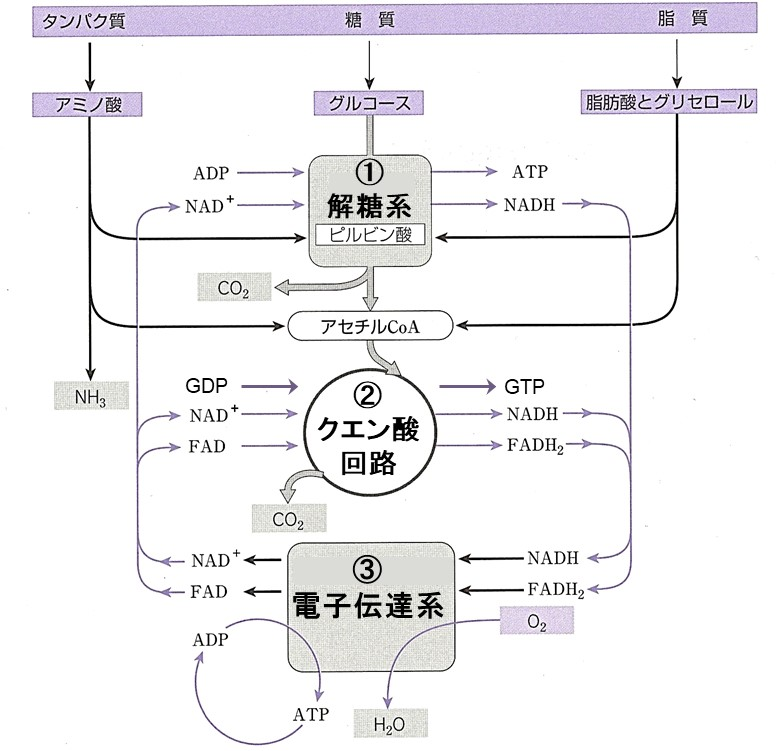 タンパク質 糖 質 脂 質
アミノ酸 グルコース 脂肪酸とグリセロール
ADP ① ATP
NAD+ 解糖系 NADH
ピルビン酸
CO2
アセチルCoA
GDP ② GTP
NH3
NAD+ クエン酸 NADH
FAD 回路 FADH2
CO2
NAD+ ③ NADH
FAD 電子伝達系 FADH2
ADP O2
ATP H2O